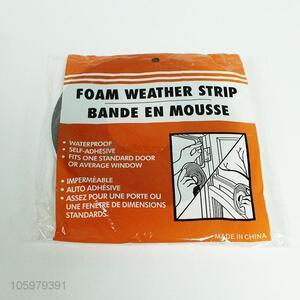 FOAM WEATHER STRIP
BANDE EN MOUSSE
• WATERPROOF
• SELF-ADHESIVE
• FITS ONE STANDARD DOOR
OR AVERAGE WINDOW
• IMPERMÉABLE
• AUTO ADHÉSIVE
• ASSEZ POUR UNE PORTE OU
UNE FENÊTRE DE DIMENSIONS
STANDARDS.
MADE IN CHINA
105979391